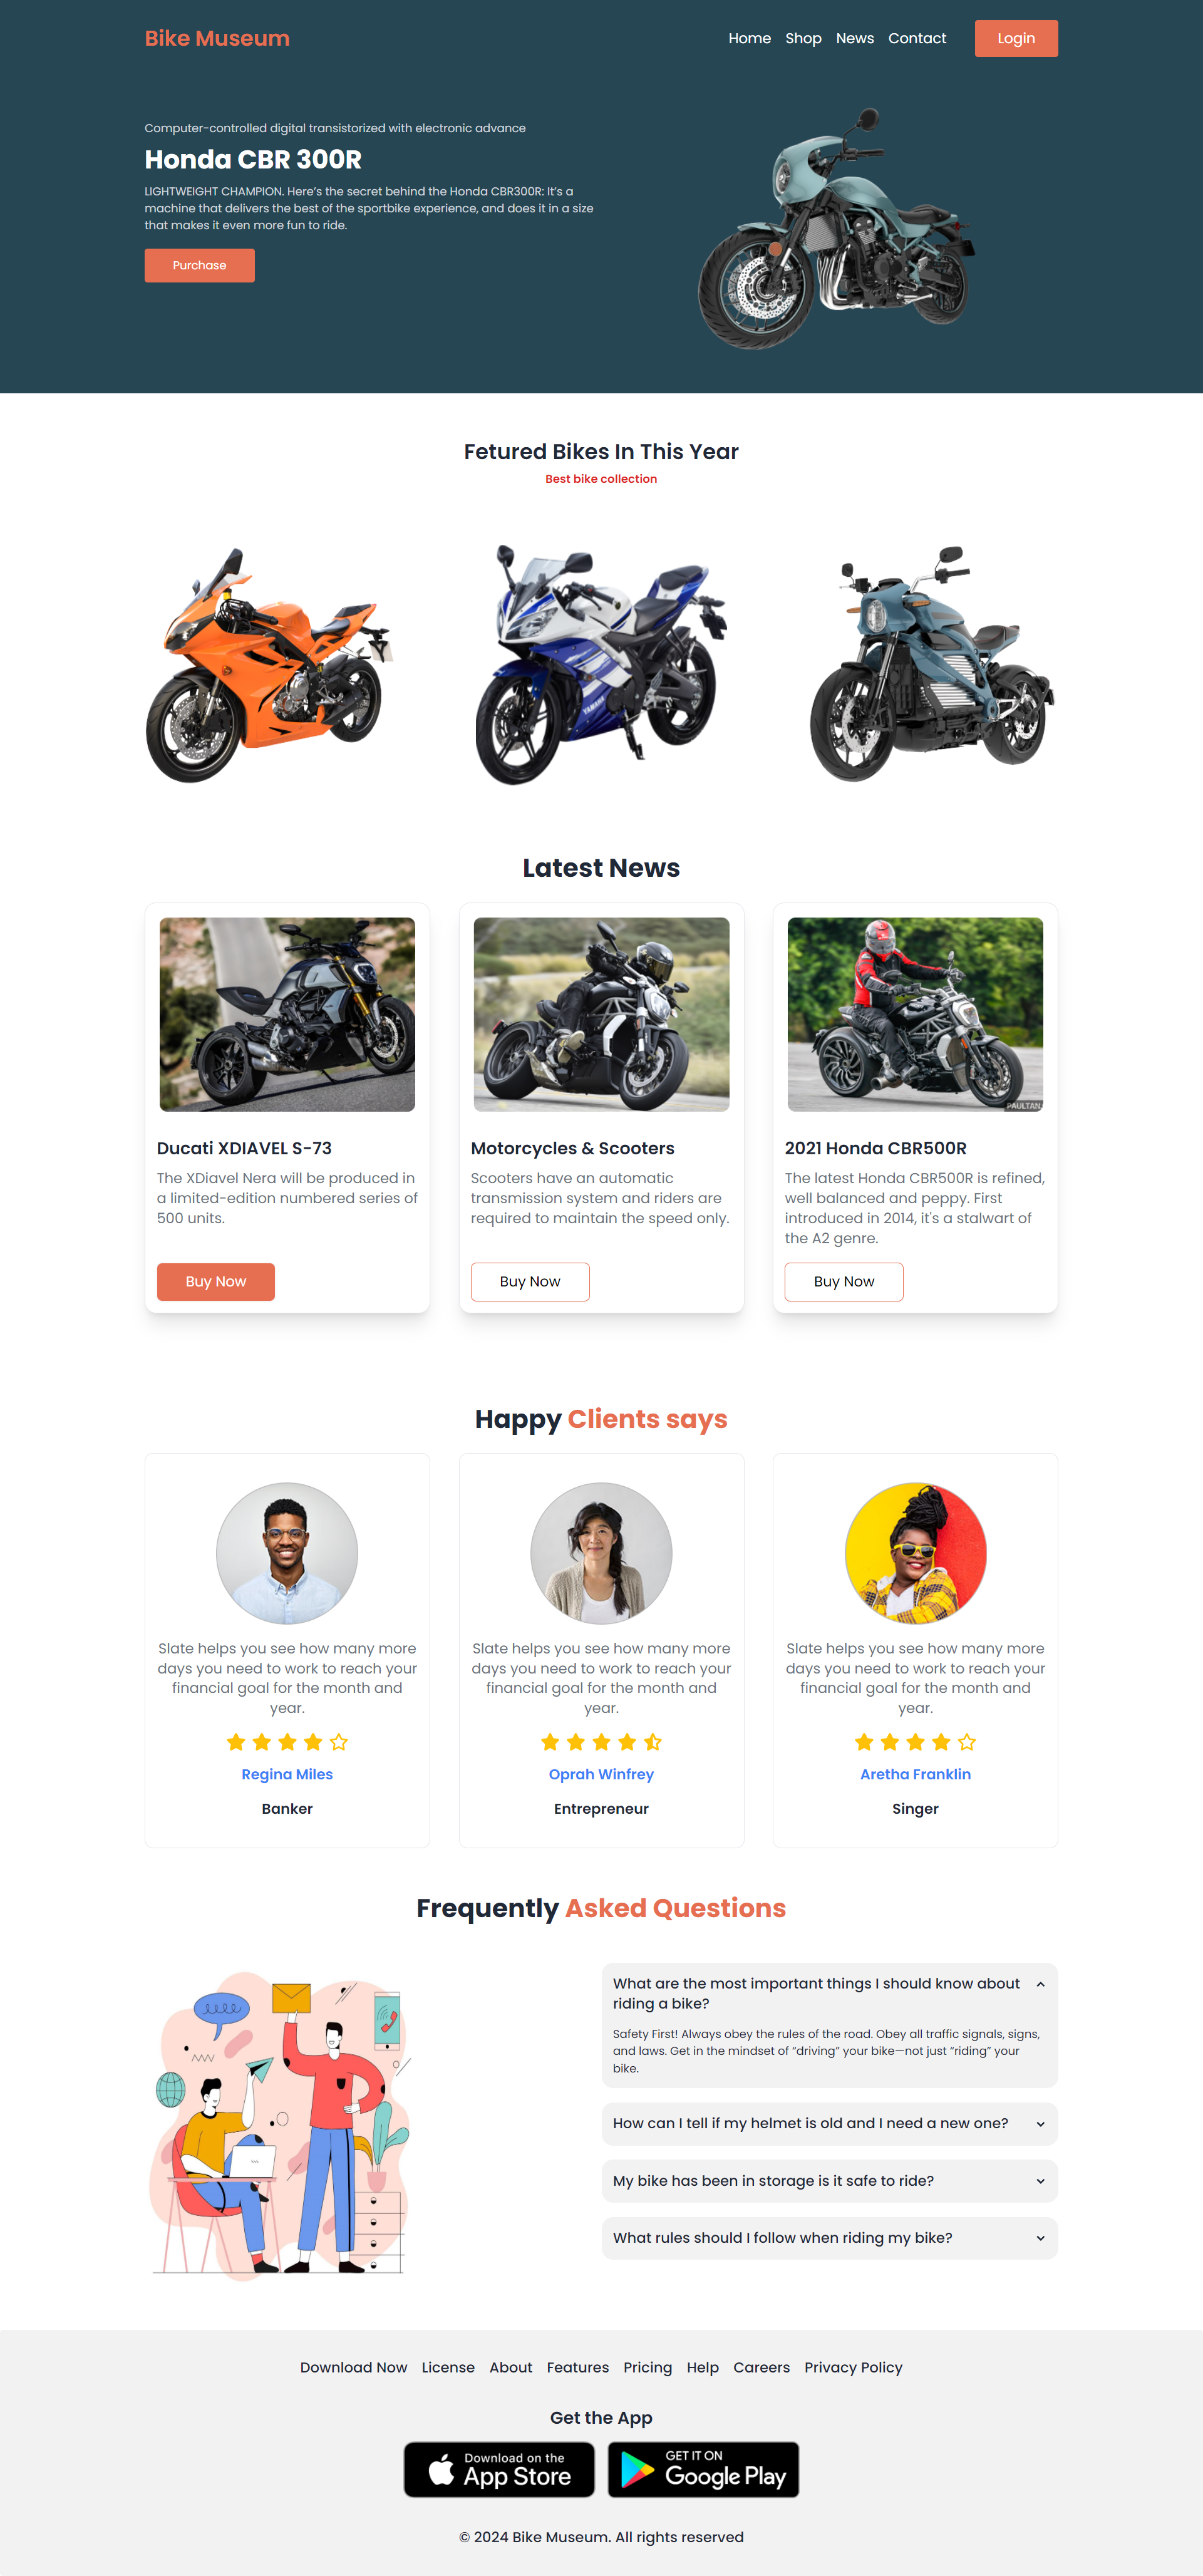 Bike Museum
Home Shop News Contact Login
Computer-controlled digital transistorized with electronic advance
Honda CBR 300R
LIGHTWEIGHT CHAMPION. Here's the secret behind the Honda CBR300R: It's a
machine that delivers the best of the sportbike experience, and does it in a size
that makes it even more fun to ride.
Purchase
Fetured Bikes In This Year
Best bike collection
YAMAHA
Latest News
PAULTAN
Ducati XDIAVEL S-73
The XDiavel Nera will be produced in
a limited-edition numbered series of
500 units.
Buy Now
Motorcycles & Scooters
Scooters have an automatic
transmission system and riders are
required to maintain the speed only.
Buy Now
2021 Honda CBR500R
The latest Honda CBR500R is refined,
well balanced and peppy. First
introduced in 2014, it's a stalwart of
the A2 genre.
Buy Now
Happy Clients says
Slate helps you see how many more
days you need to work to reach your
financial goal for the month and
year.
Regina Miles
Banker
Slate helps you see how many more
days you need to work to reach your
financial goal for the month and
year.
Oprah Winfrey
Entrepreneur
Slate helps you see how many more
days you need to work to reach your
financial goal for the month and
year.
Aretha Franklin
Singer
Frequently Asked Questions
What are the most important things I should know about
riding a bike?
Safety First! Always obey the rules of the road. Obey all traffic signals, signs,
and laws. Get in the mindset of “driving” your bike—not just “riding” your
bike.
How can I tell if my helmet is old and I need a new one?
My bike has been in storage is it safe to ride?
What rules should I follow when riding my bike?
Download Now License About Features Pricing Help Careers Privacy Policy
Get the App
Download on the
App Store
GET IT ON
Google Play
© 2024 Bike Museum. All rights reserved